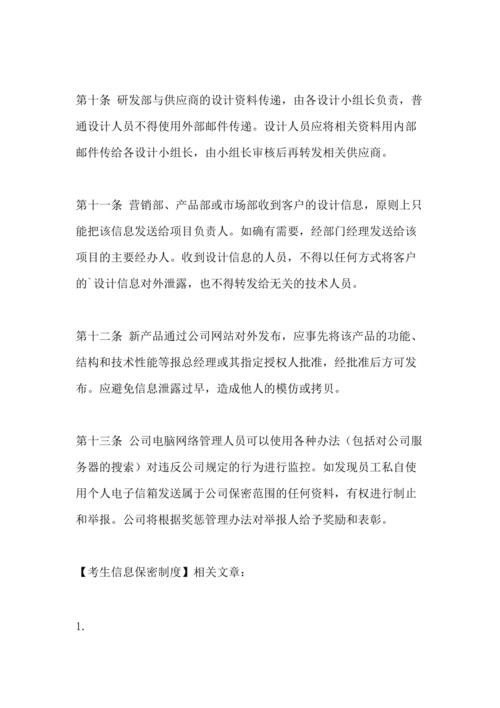 第十条 研发部与供应商的设计资料传递，由各设计小组长负责，普
通设计人员不得使用外部邮件传递。设计人员应将相关资料用内部
邮件传给各设计小组长，由小组长审核后再转发相关供应商。
第十一条 营销部、产品部或市场部收到客户的设计信息，原则上只
能把该信息发送给项目负责人。如确有需要，经部门经理发送给该
项目的主要经办人。收到设计信息的人员，不得以任何方式将客户
的`设计信息对外泄露，也不得转发给无关的技术人员。
第十二条 新产品通过公司网站对外发布，应事先将该产品的功能、
结构和技术性能等报总经理或其指定授权人批准，经批准后方可发
布。应避免信息泄露过早，造成他人的模仿或拷贝。
第十三条 公司电脑网络管理人员可以使用各种办法（包括对公司服
务器的搜索）对违反公司规定的行为进行监控。如发现员工私自使
用个人电子信箱发送属于公司保密范围的任何资料，有权进行制止
和举报。公司将根据奖惩管理办法对举报人给予奖励和表彰。
【考生信息保密制度】相关文章：
1.